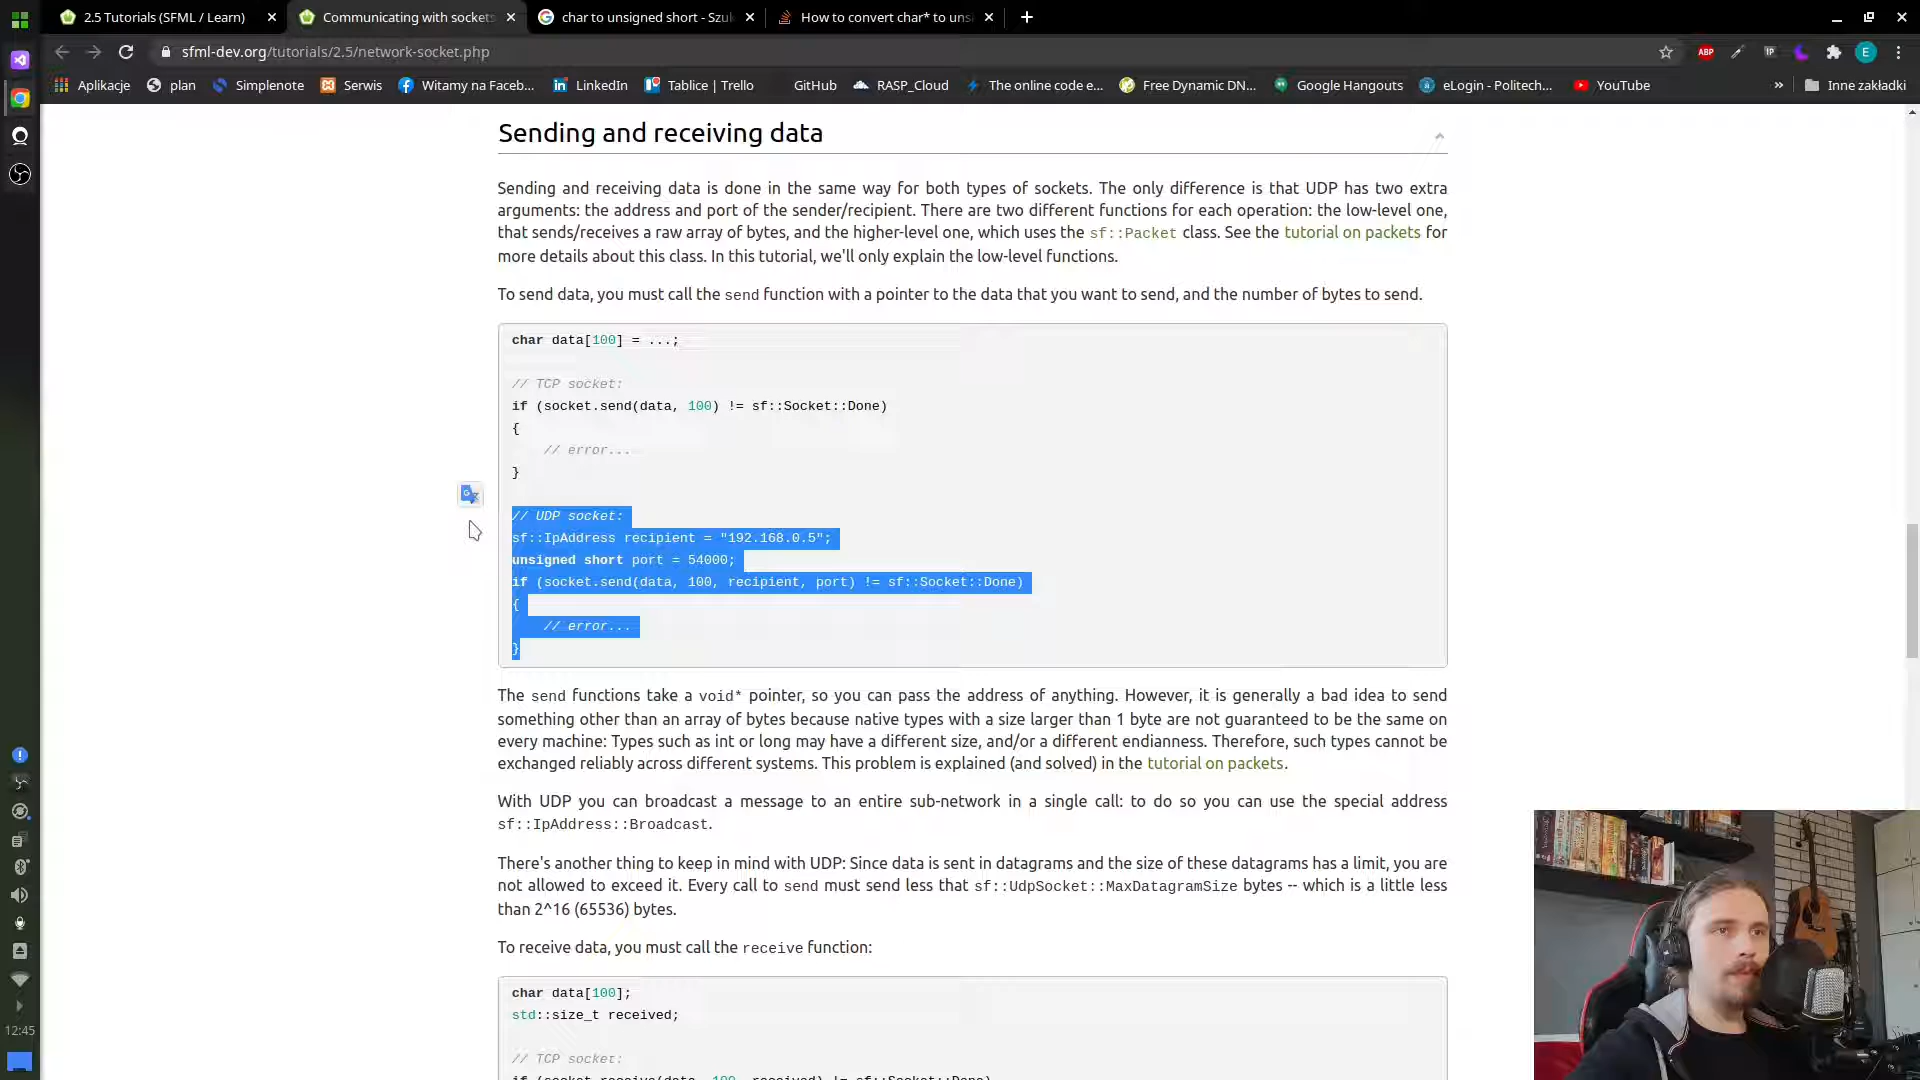 2.5 Tutorials (SFML / Learn)
Communicating with sockets
char to unsigned short - Szuk
How to convert char* to uns
sfml-dev.org/tutorials/2.5/network-socket.php
ABP
IP
E
Aplikacje
plan
Simplenote
Serwis
Witamy na Faceb...
LinkedIn
Tablice | Trello
GitHub
RASP_Cloud
The online code e...
Free Dynamic DN...
Google Hangouts
eLogin - Politech...
YouTube
»
Inne zakładki
Sending and receiving data
Sending and receiving data is done in the same way for both types of sockets. The only difference is that UDP has two extra
arguments: the address and port of the sender/recipient. There are two different functions for each operation: the low-level one,
that sends/receives a raw array of bytes, and the higher-level one, which uses the sf::Packet class. See the tutorial on packets for
more details about this class. In this tutorial, we'll only explain the low-level functions.
To send data, you must call the send function with a pointer to the data that you want to send, and the number of bytes to send.
char data[100] = ...;
// TCP socket:
if (socket.send(data, 100) != sf::Socket::Done)
{
// error...
}
// UDP socket:
sf::IpAddress recipient = "192.168.0.5";
unsigned short port = 54000;
if (socket.send(data, 100, recipient, port) != sf::Socket::Done)
{
// error...
}
The send functions take a void* pointer, so you can pass the address of anything. However, it is generally a bad idea to send
something other than an array of bytes because native types with a size larger than 1 byte are not guaranteed to be the same on
every machine: Types such as int or long may have a different size, and/or a different endianness. Therefore, such types cannot be
exchanged reliably across different systems. This problem is explained (and solved) in the tutorial on packets.
With UDP you can broadcast a message to an entire sub-network in a single call: to do so you can use the special address
sf::IpAddress::Broadcast.
There's another thing to keep in mind with UDP: Since data is sent in datagrams and the size of these datagrams has a limit, you are
not allowed to exceed it. Every call to send must send less that sf::UdpSocket::MaxDatagramSize bytes -- which is a little less
than 2^16 (65536) bytes.
To receive data, you must call the receive function:
char data[100];
std::size_t received;
// TCP socket:
if (socket.receive(data, 100, received) != sf::Socket::Done)
12:45